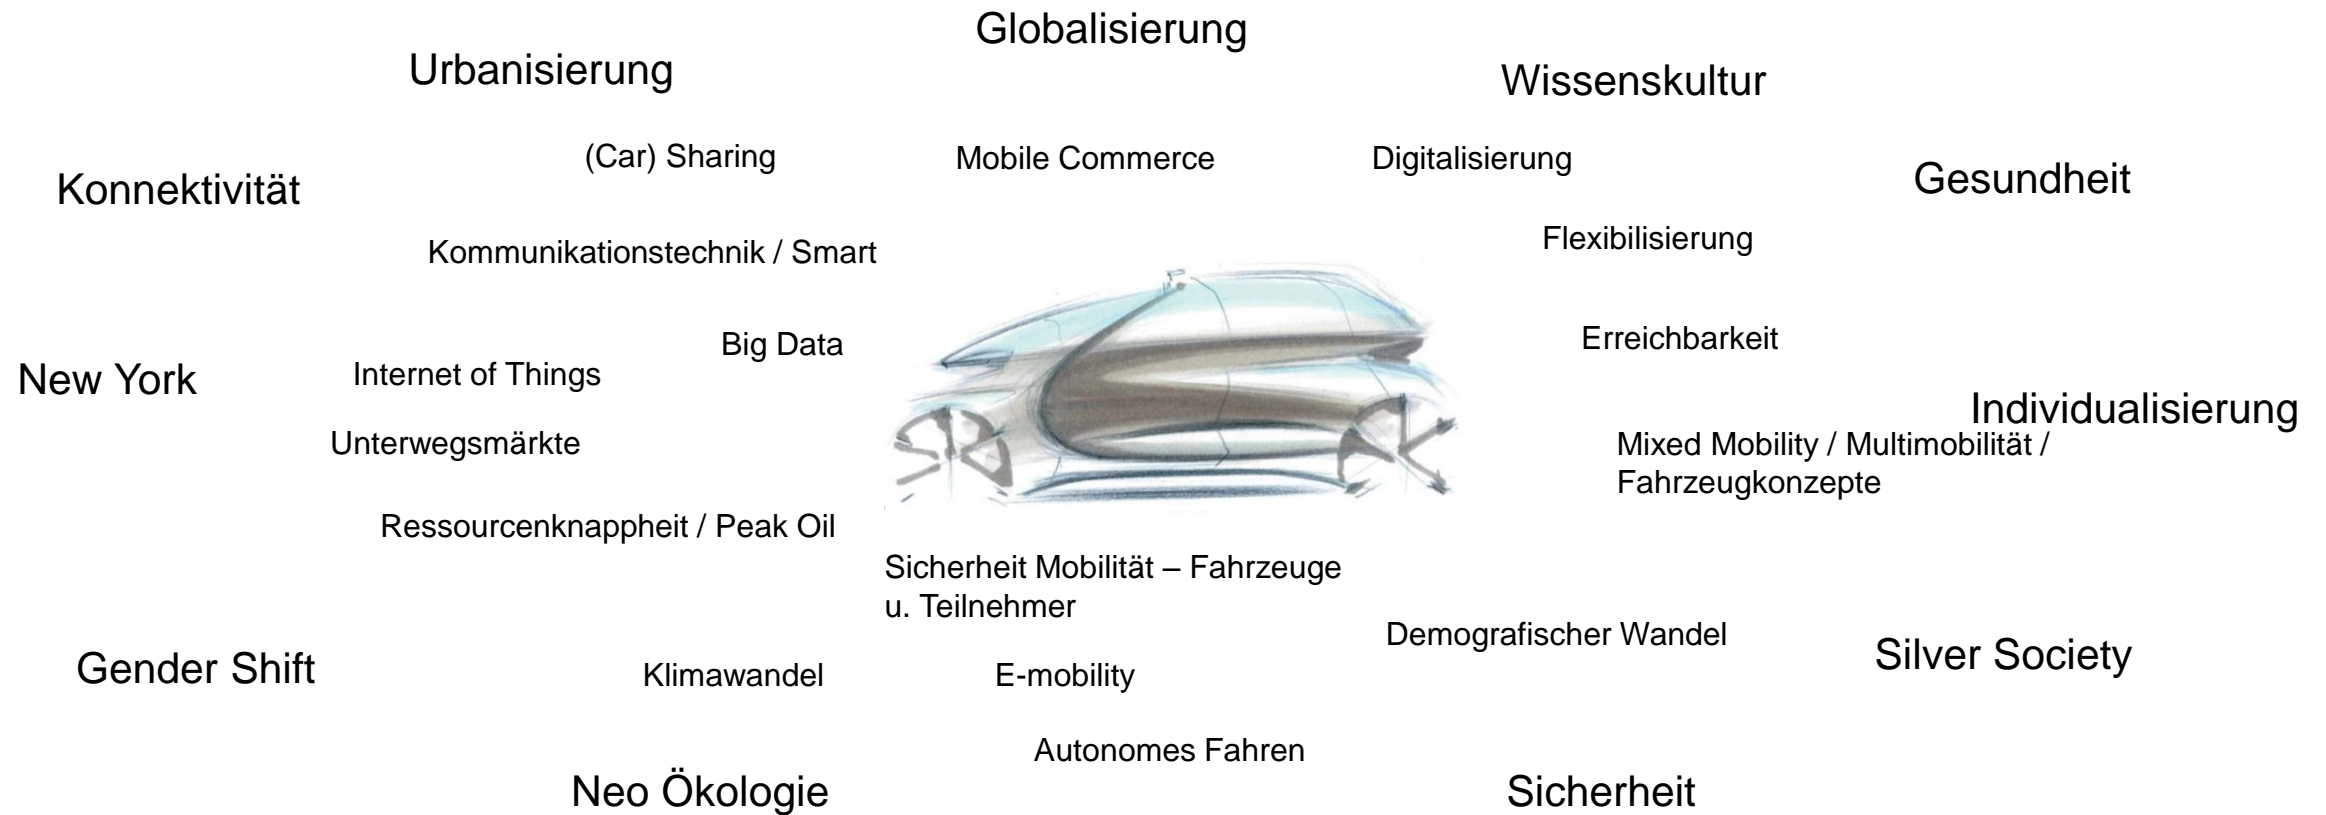 Globalisierung
Urbanisierung
Wissenskultur
(Car) Sharing
Mobile Commerce
Digitalisierung
Konnektivität
Gesundheit
Kommunikationstechnik / Smart
Flexibilisierung
Big Data
Erreichbarkeit
New York
Internet of Things
Individualisierung
Unterwegsmärkte
Mixed Mobility / Multimobilität /
Fahrzeugkonzepte
Ressourcenknappheit / Peak Oil
Sicherheit Mobilität – Fahrzeuge
u. Teilnehmer
Demografischer Wandel
Silver Society
Gender Shift
Klimawandel
E-mobility
Autonomes Fahren
Neo Ökologie
Sicherheit